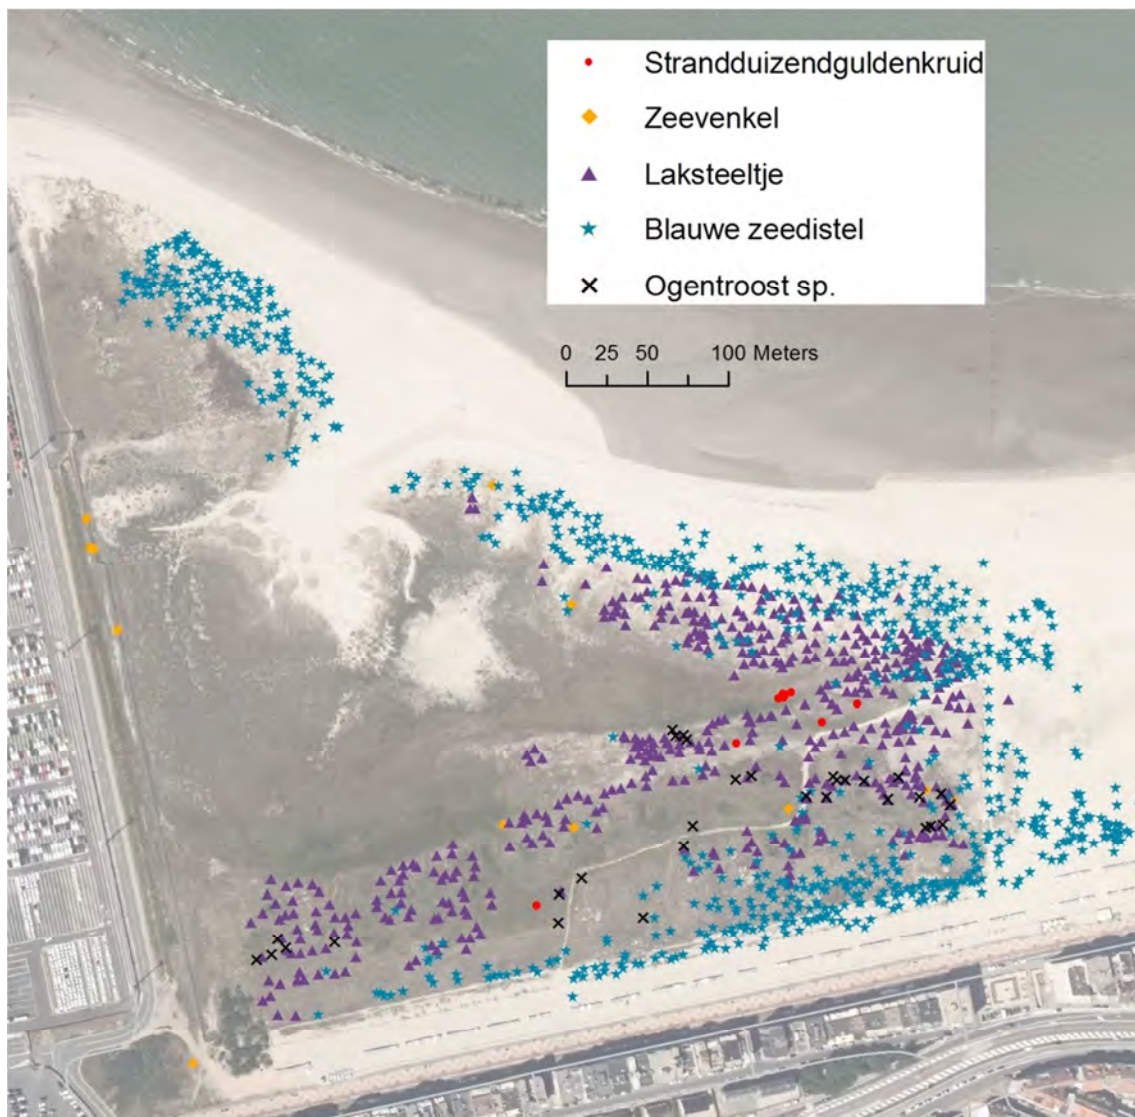 Strandduizendguldenkruid
Zeevenkel
Laksteeltje
Blauwe zeedistel
Ogentroost sp.
0 25 50 100 Meters